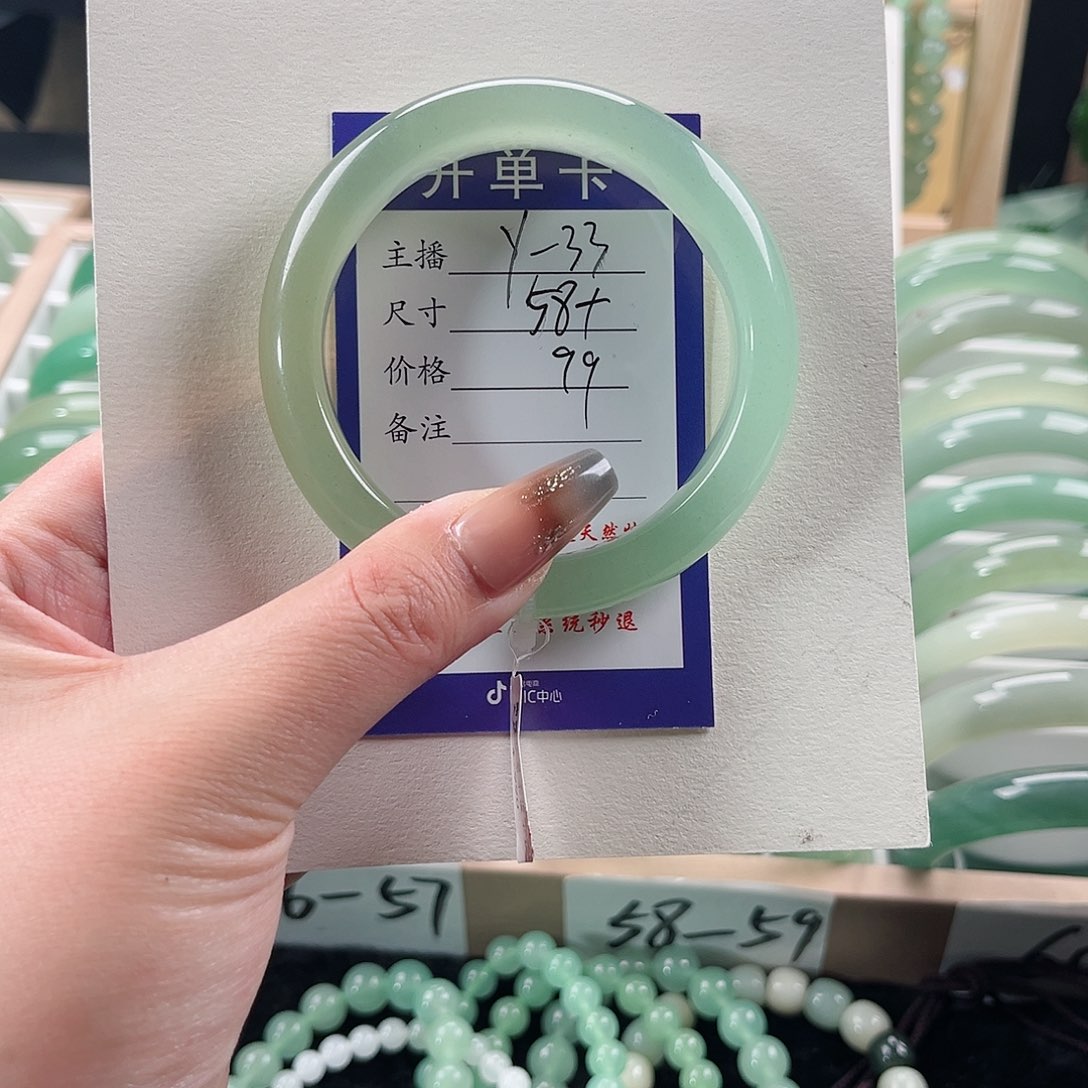 开单卡
主播 Y-33
尺寸 58+
价格 99
备注
天然
系统秒退
IC中心
6-57
58-59